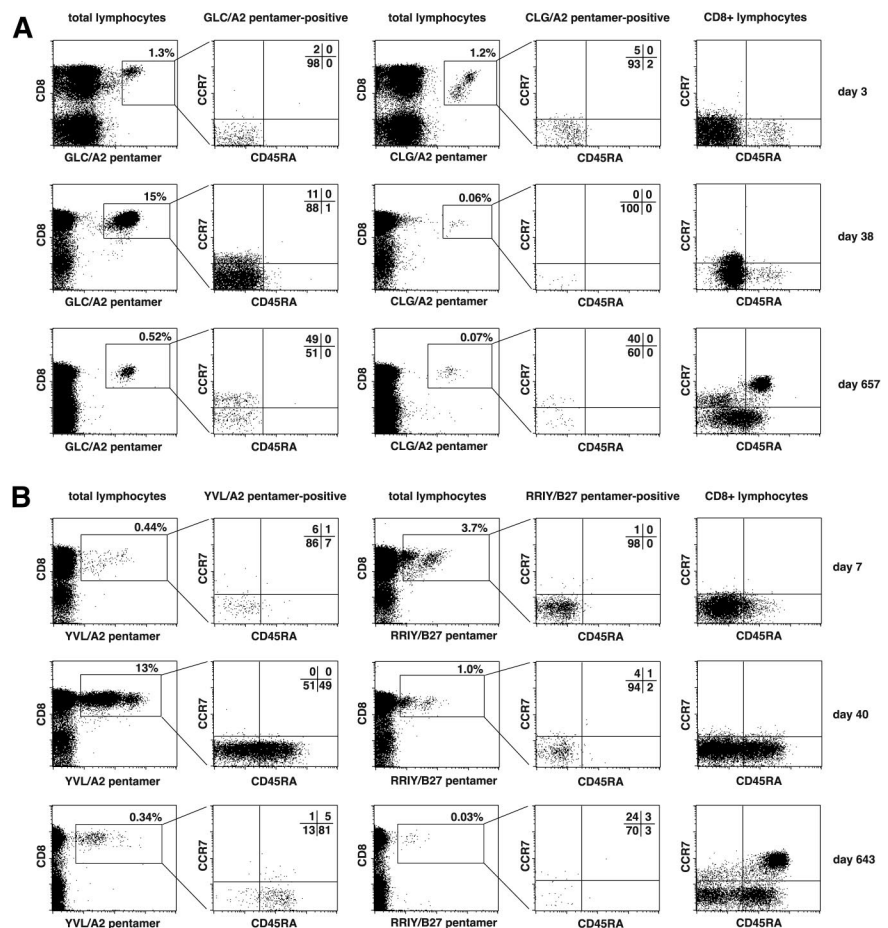 A
total lymphocytes GLC/A2 pentamer-positive total lymphocytes CLG/A2 pentamer-positive CD8+ lymphocytes
1.3% 2 0 1.2% 5 0
98 0 93 2
CD8 CCR7 CD8 CCR7 CCR7 day 3
GLC/A2 pentamer CD45RA CLG/A2 pentamer CD45RA CD45RA
15% 11 0 0.06% 0 0
88 1 100 0
CD8 CCR7 CD8 CCR7 CCR7 day 38
GLC/A2 pentamer CD45RA CLG/A2 pentamer CD45RA CD45RA
0.52% 49 0 0.07% 40 0
51 0 60 0
CD8 CCR7 CD8 CCR7 CCR7 day 657
GLC/A2 pentamer CD45RA CLG/A2 pentamer CD45RA CD45RA
B
total lymphocytes YVL/A2 pentamer-positive total lymphocytes RRIY/B27 pentamer-positive CD8+ lymphocytes
0.44% 6 1 3.7% 1 0
86 7 98 0
CD8 CCR7 CD8 CCR7 CCR7 day 7
YVL/A2 pentamer CD45RA RRIY/B27 pentamer CD45RA CD45RA
13% 0 0 1.0% 4 1
51 49 94 2
CD8 CCR7 CD8 CCR7 CCR7 day 40
YVL/A2 pentamer CD45RA RRIY/B27 pentamer CD45RA CD45RA
0.34% 1 5 0.03% 24 3
13 81 70 3
CD8 CCR7 CD8 CCR7 CCR7 day 643
YVL/A2 pentamer CD45RA RRIY/B27 pentamer CD45RA CD45RA